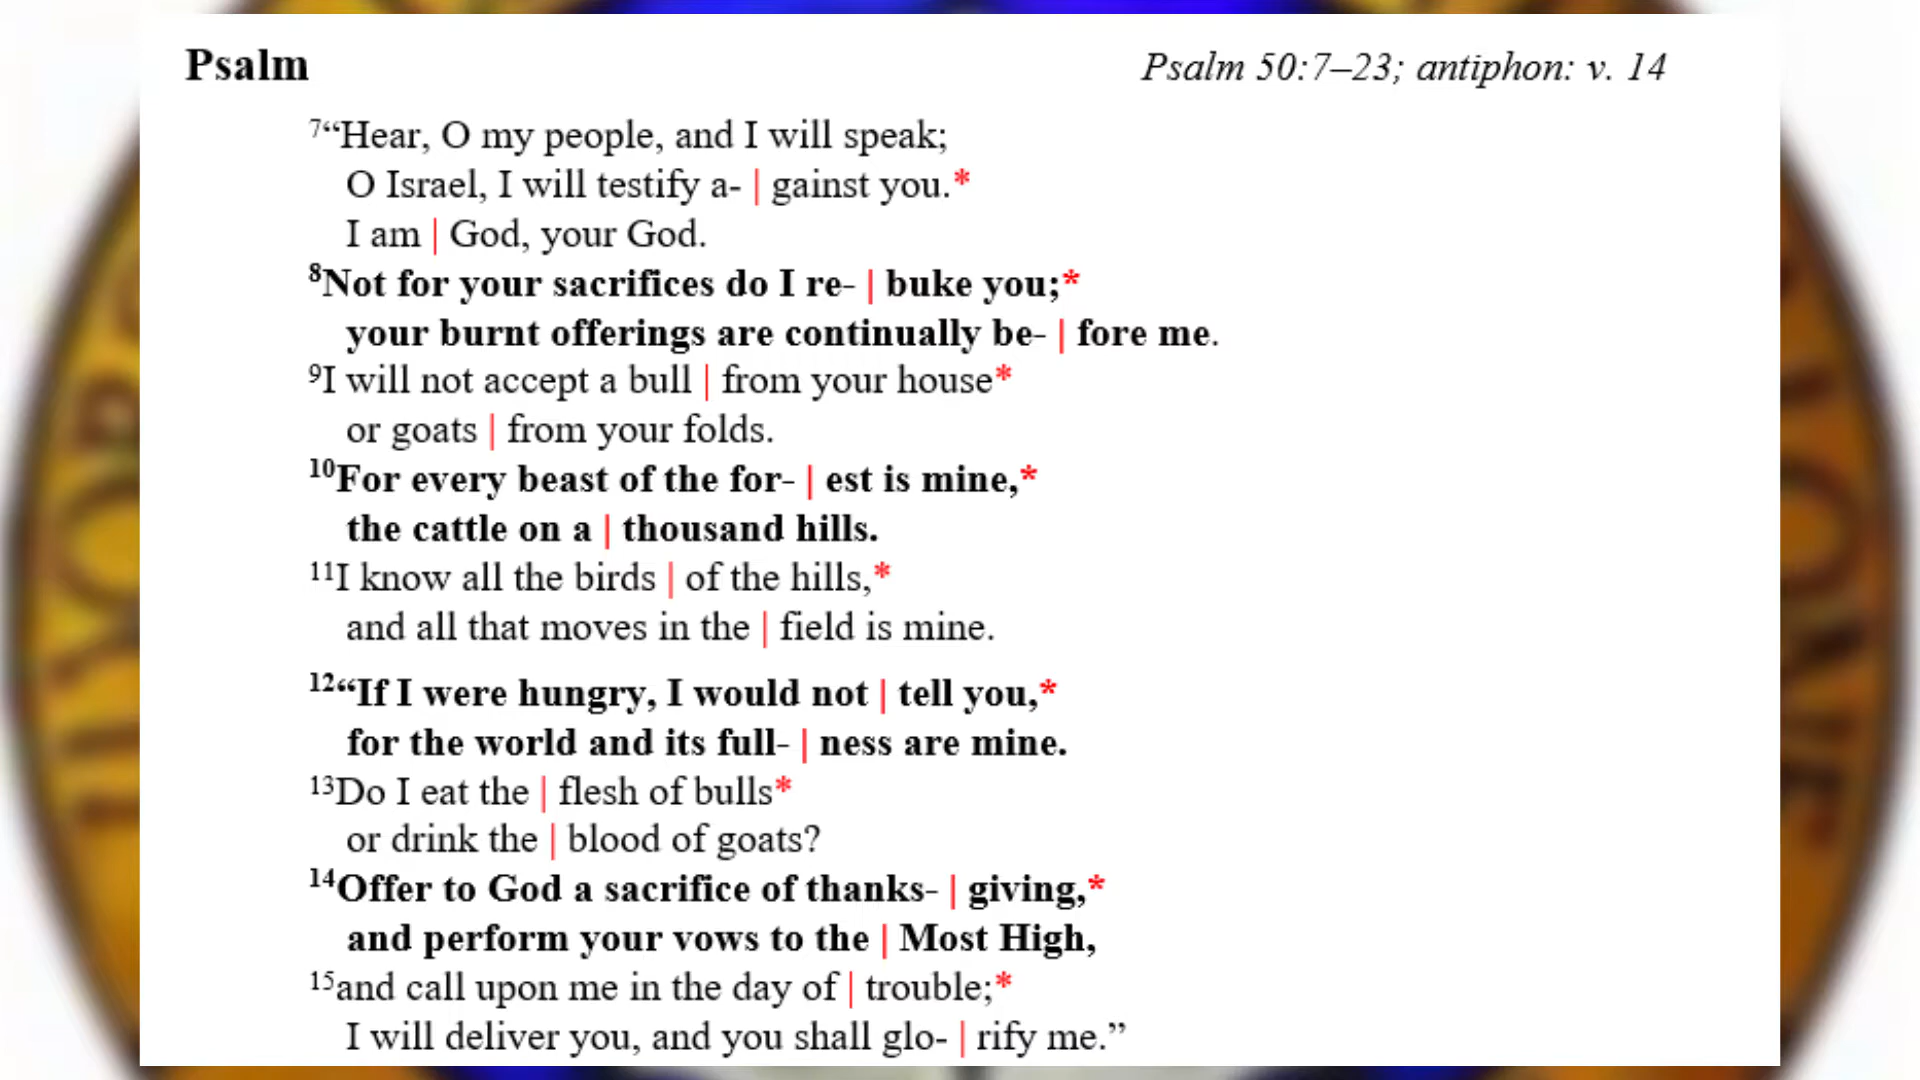 Psalm Psalm 50:7–23; antiphon: v. 14
7“Hear, O my people, and I will speak;
O Israel, I will testify a- | gainst you.*
I am | God, your God.
8Not for your sacrifices do I re- | buke you;*
your burnt offerings are continually be- | fore me.
9I will not accept a bull | from your house*
or goats | from your folds.
10For every beast of the for- | est is mine,*
the cattle on a | thousand hills.
11I know all the birds | of the hills,*
and all that moves in the | field is mine.
12“If I were hungry, I would not | tell you,*
for the world and its full- | ness are mine.
13Do I eat the | flesh of bulls*
or drink the | blood of goats?
14Offer to God a sacrifice of thanks- | giving,*
and perform your vows to the | Most High,
15and call upon me in the day of | trouble;*
I will deliver you, and you shall glo- | rify me.”